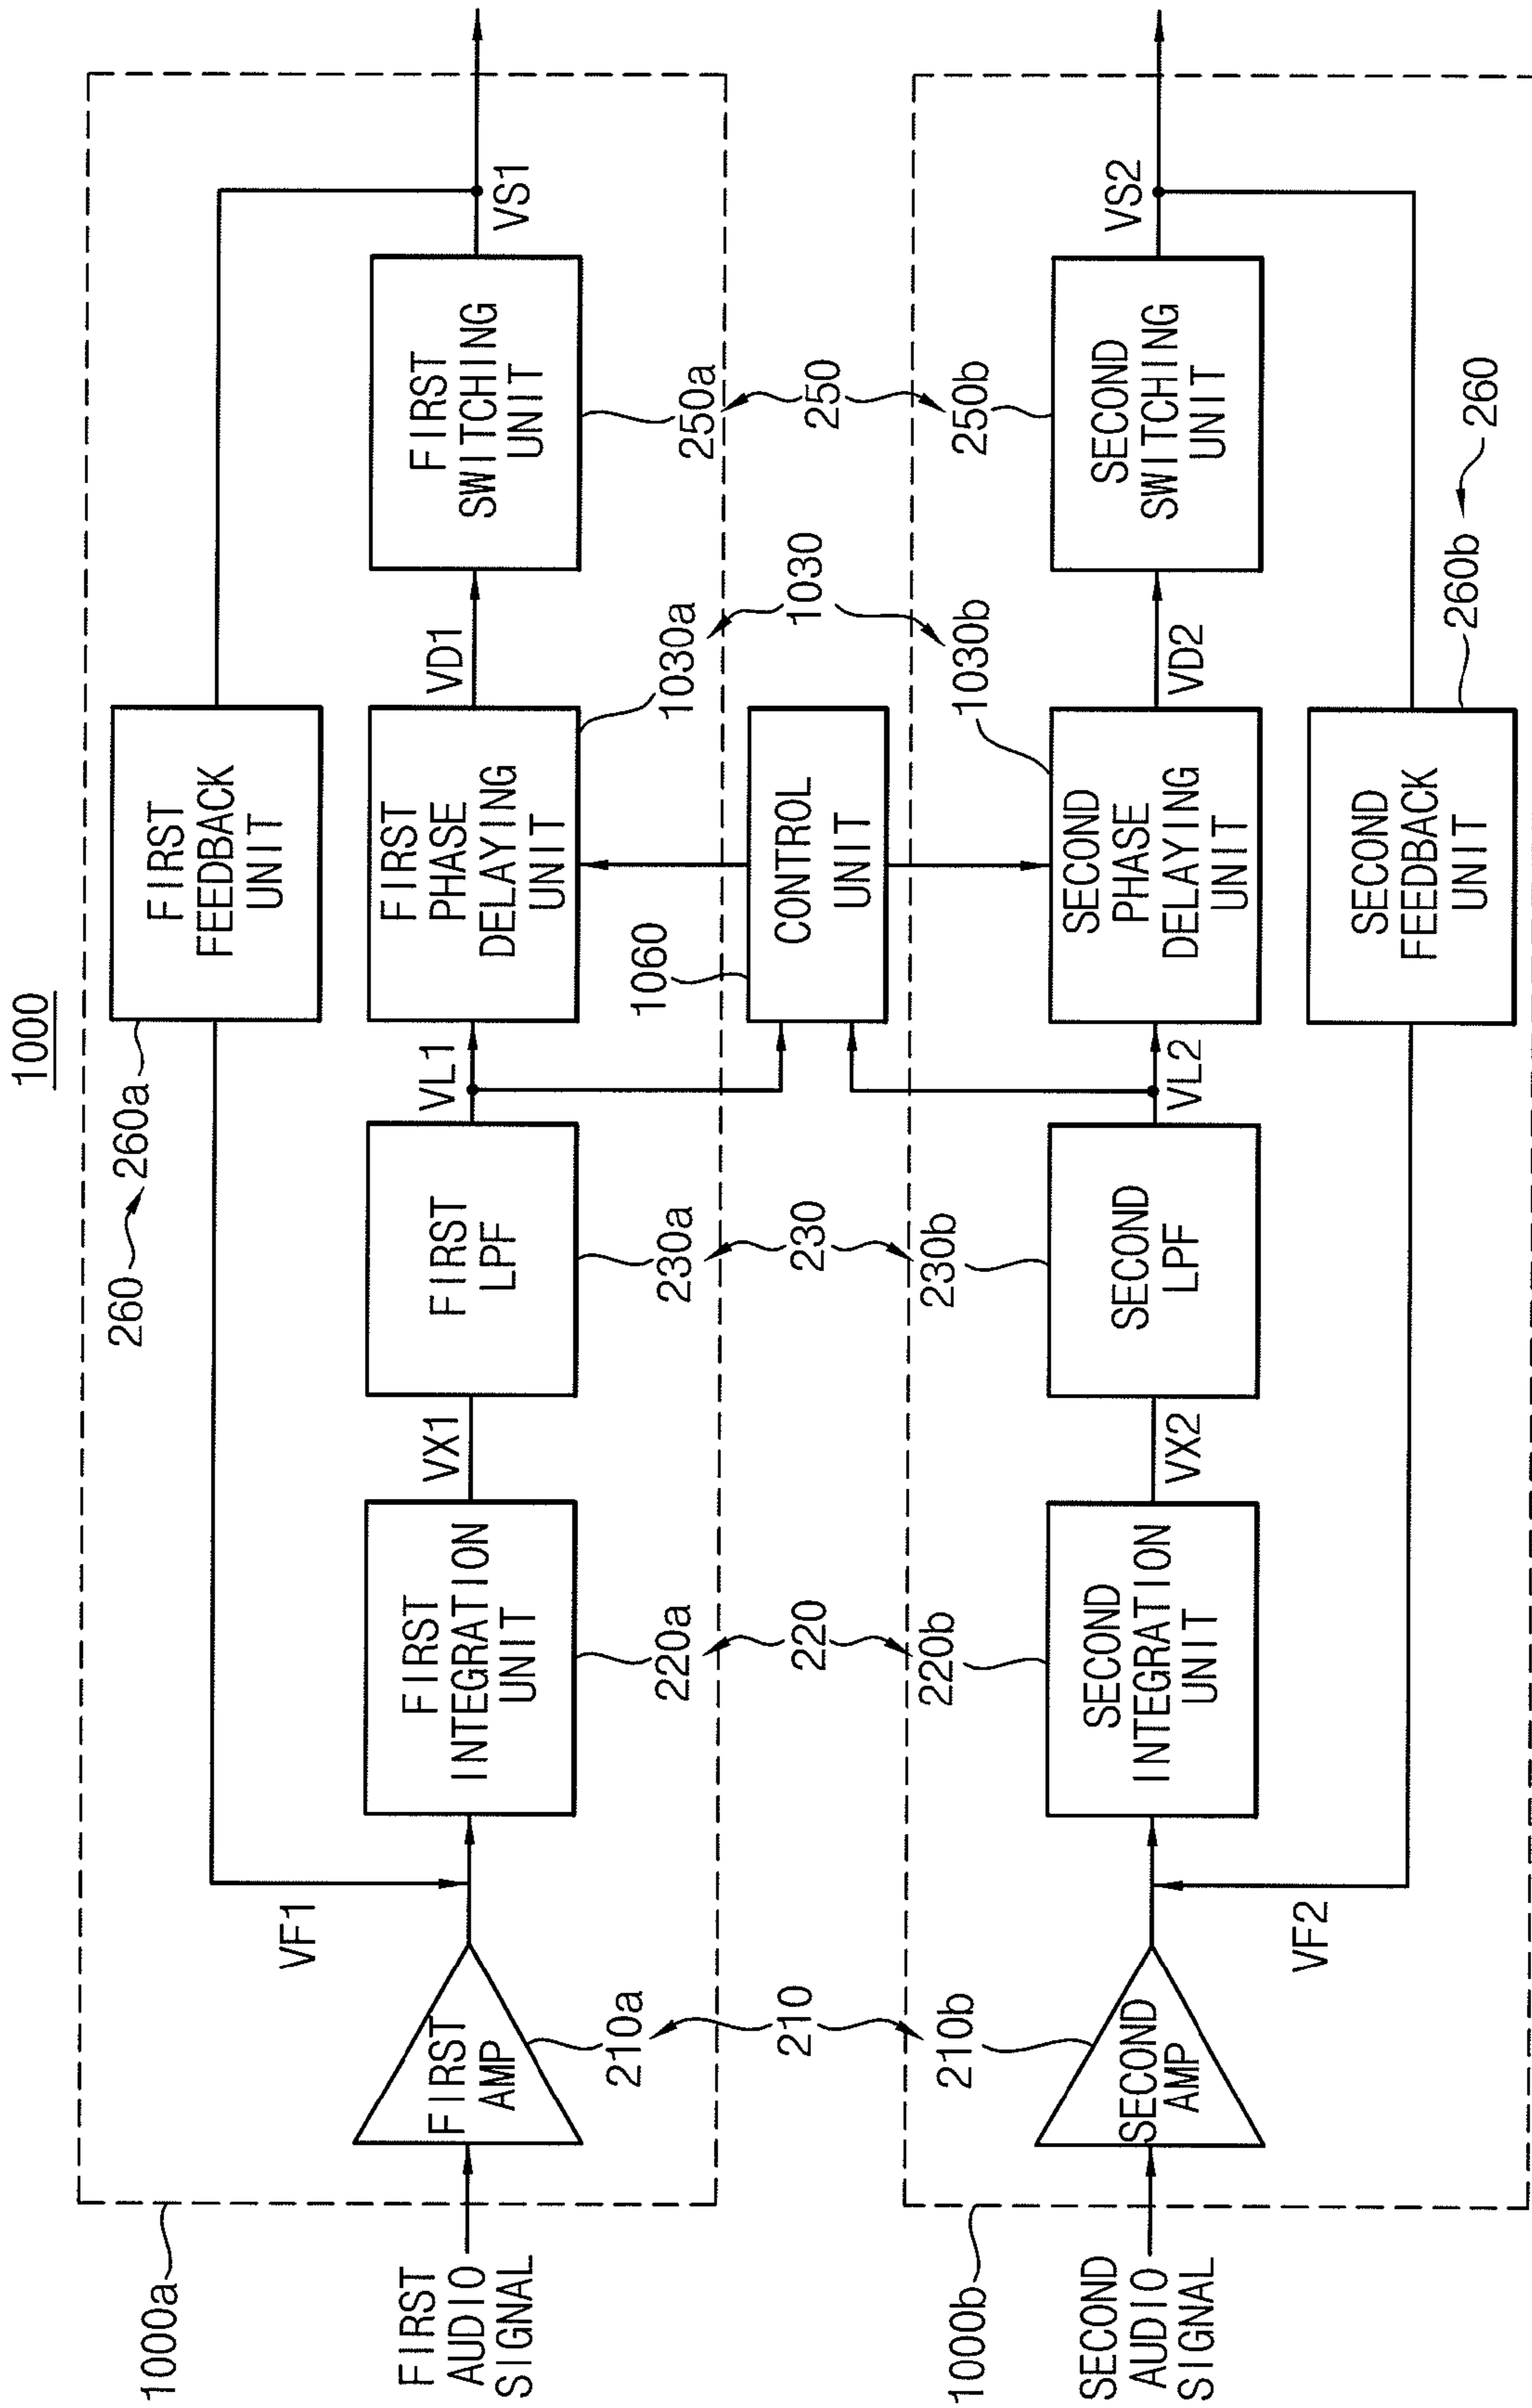 1000
1000a
FIRST
AUDIO
SIGNAL
FIRST
AMP
210a
VF1
FIRST
INTEGRATION
UNIT
220a
VX1
FIRST
LPF
230a
VL1
260
260a
FIRST
FEEDBACK
UNIT
FIRST
PHASE
DELAYING
UNIT
1030a
VD1
FIRST
SWITCHING
UNIT
250a
VS1
210
220
230
1060
CONTROL
UNIT
1030
250
1000b
SECOND
AUDIO
SIGNAL
SECOND
AMP
210b
VF2
SECOND
INTEGRATION
UNIT
220b
VX2
SECOND
LPF
230b
VL2
SECOND
PHASE
DELAYING
UNIT
1030b
VD2
SECOND
SWITCHING
UNIT
250b
VS2
SECOND
FEEDBACK
UNIT
260b
260